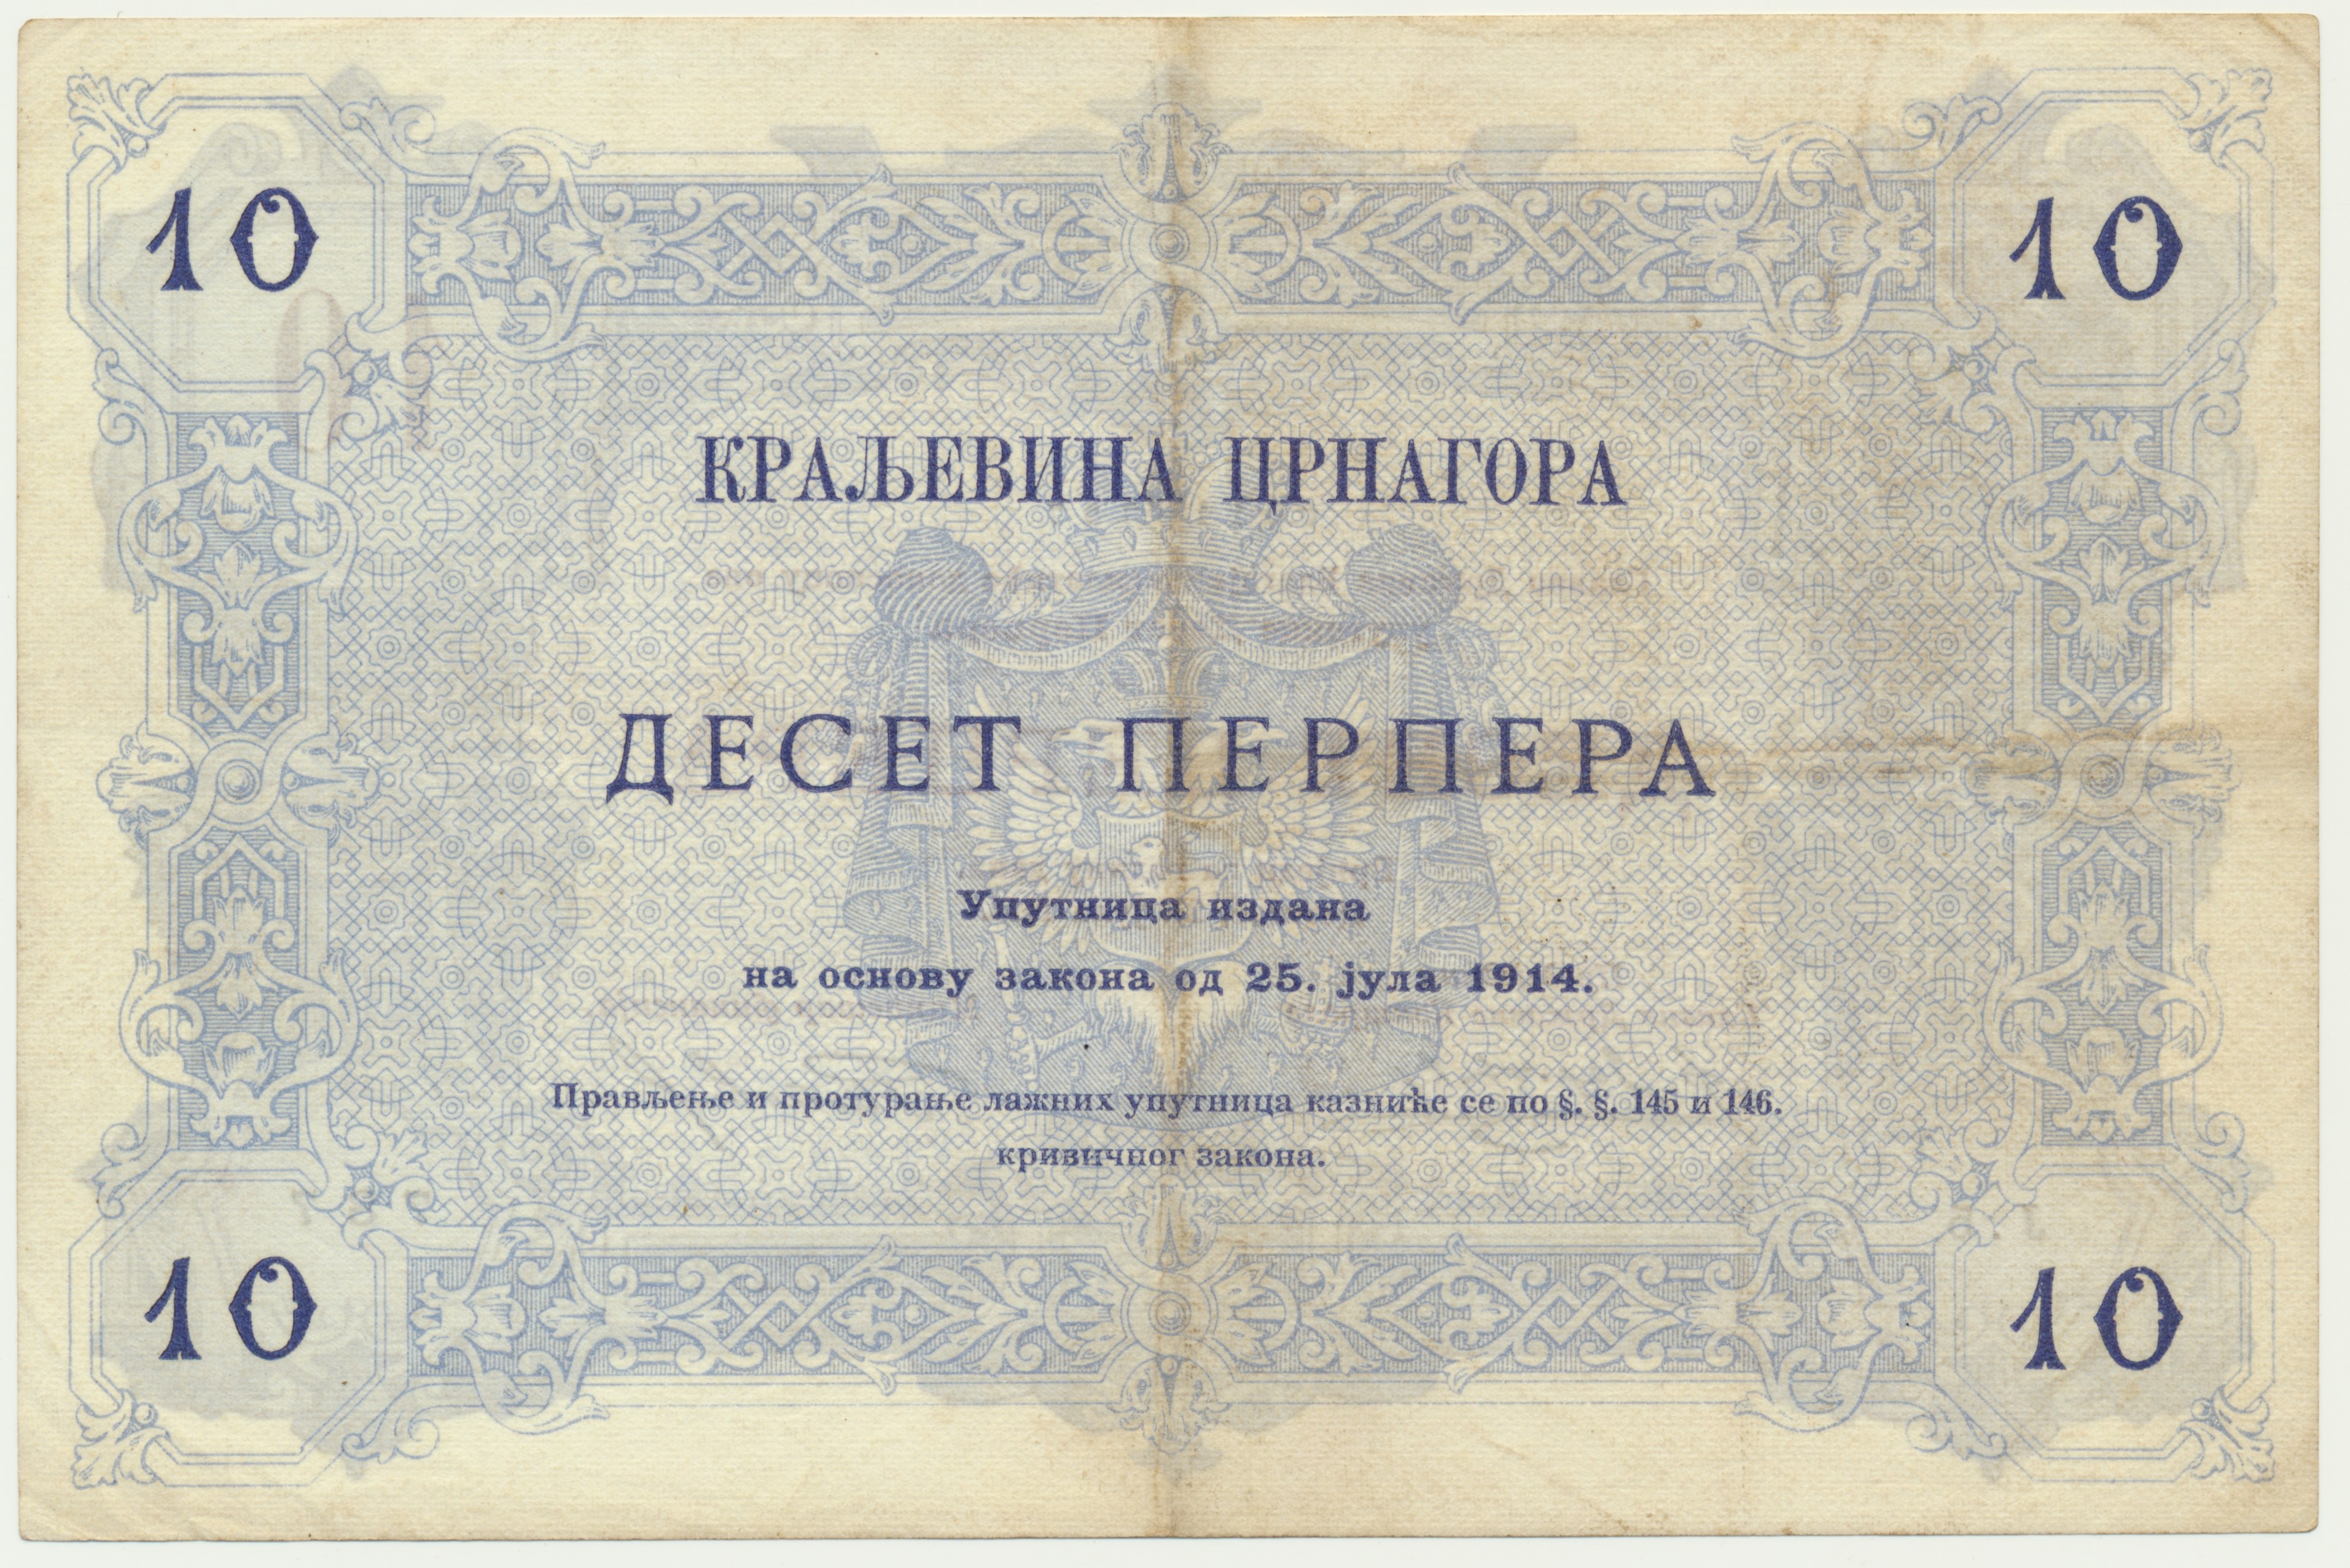 10 10
КРАЉЕВИНА ЦРНАГОРА
ДЕСЕТ ПЕРПЕРА
Упутница издана
на основу закона од 25. јула 1914.
Прављење и протурање лажних упутница казниће се по §. §. 145 и 146.
кривичног закона.
10 10